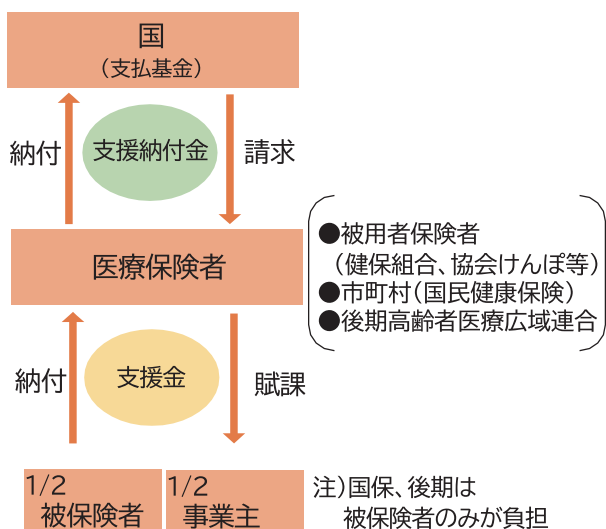 国
（支払基金）
納付
支援納付金
請求
医療保険者
●被用者保険者
（健保組合、協会けんぽ等）
●市町村（国民健康保険）
●後期高齢者医療広域連合
納付
支援金
賦課
1/2
被保険者
1/2
事業主
注）国保、後期は
被保険者のみが負担